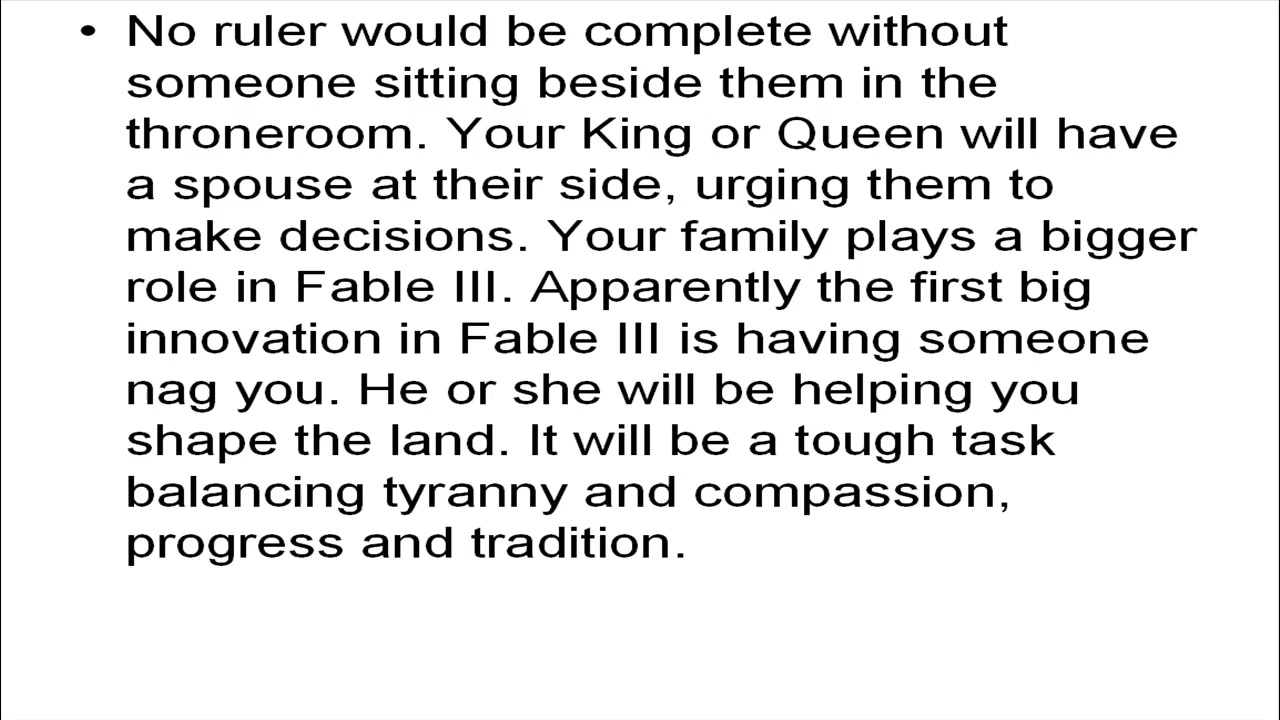 • No ruler would be complete without
someone sitting beside them in the
throneroom. Your King or Queen will have
a spouse at their side, urging them to
make decisions. Your family plays a bigger
role in Fable III. Apparently the first big
innovation in Fable III is having someone
nag you. He or she will be helping you
shape the land. It will be a tough task
balancing tyranny and compassion,
progress and tradition.